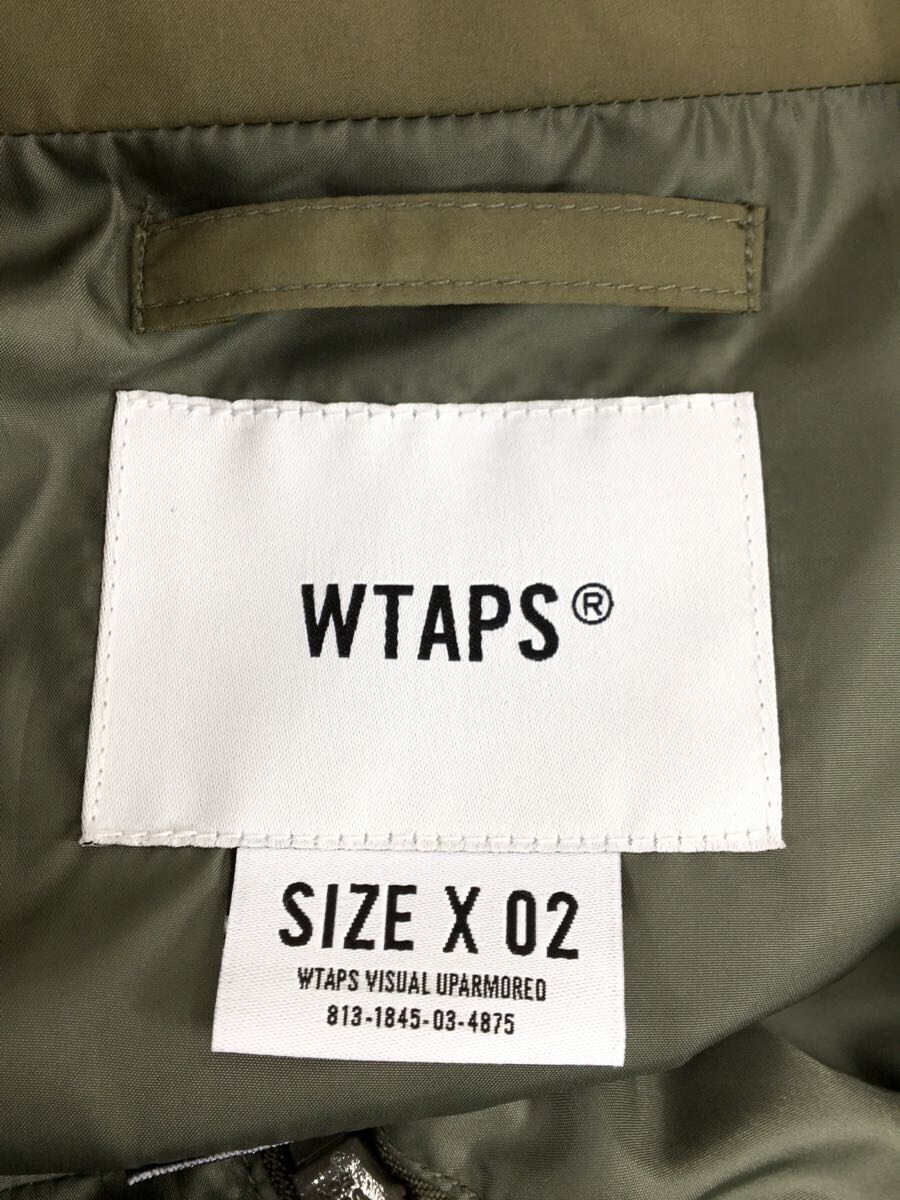 WTAPS®
SIZE X 02
WTAPS VISUAL UPARMORED
813-1845-03-4875